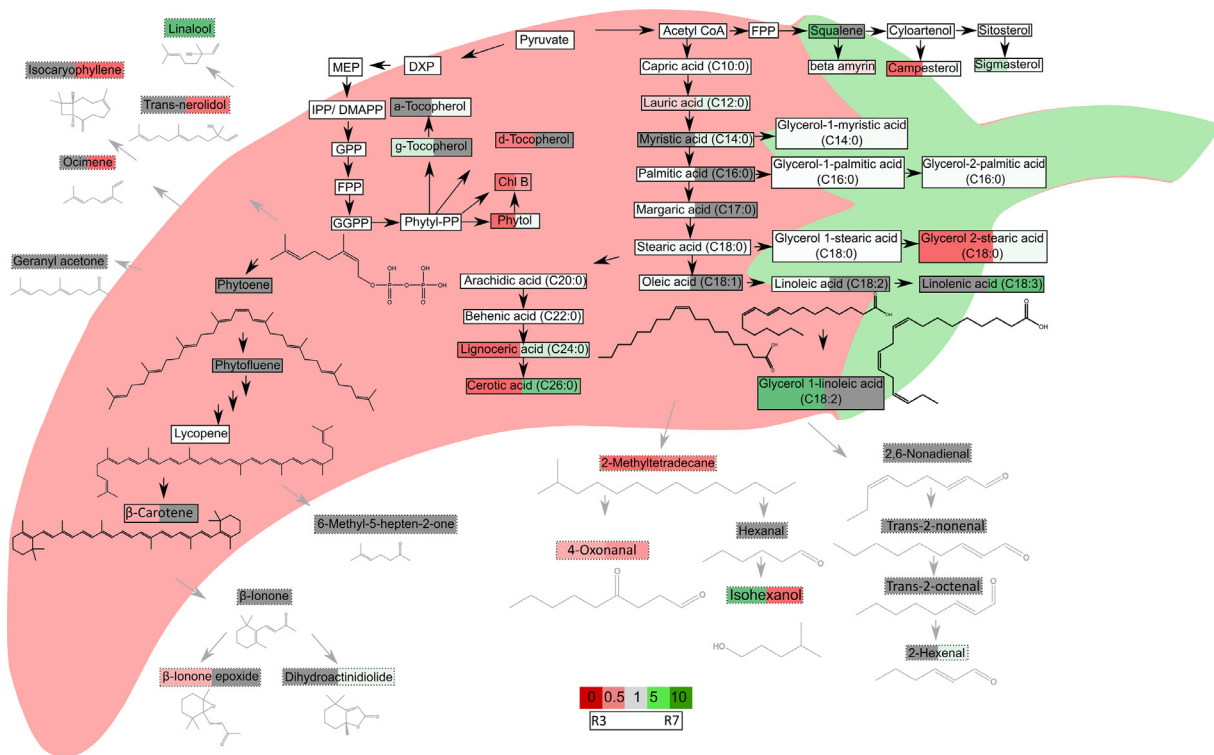 Linalool
Isocaryophyllene
Trans-nerolidol
Ocimene
Geranyl acetone
Pyruvate
MEP
DXP
IPP/ DMAPP
GPP
FPP
GGPP
Phytyl-PP
a-Tocopherol
g-Tocopherol
d-Tocopherol
Chl B
Phytol
Acetyl CoA
FPP
Squalene
Cyloartenol
Sitosterol
beta amyrin
Campesterol
Sigmasterol
Capric acid (C10:0)
Lauric acid (C12:0)
Myristic acid (C14:0)
Glycerol-1-myristic acid
(C14:0)
Palmitic acid (C16:0)
Glycerol-1-palmitic acid
(C16:0)
Glycerol-2-palmitic acid
(C16:0)
Margaric acid (C17:0)
Stearic acid (C18:0)
Glycerol 1-stearic acid
(C18:0)
Glycerol 2-stearic acid
(C18:0)
Oleic acid (C18:1)
Linoleic acid (C18:2)
Linolenic acid (C18:3)
Arachidic acid (C20:0)
Behenic acid (C22:0)
Lignoceric acid (C24:0)
Cerotic acid (C26:0)
Glycerol 1-linoleic acid
(C18:2)
Phytoene
Phytofluene
Lycopene
β-Carotene
6-Methyl-5-hepten-2-one
β-Ionone
β-Ionone epoxide
Dihydroactinidiolide
2-Methyltetradecane
4-Oxonanal
Hexanal
Isohexanol
2,6-Nonadienal
Trans-2-nonenal
Trans-2-octenal
2-Hexenal
0 0.5 1 5 10
R3 R7